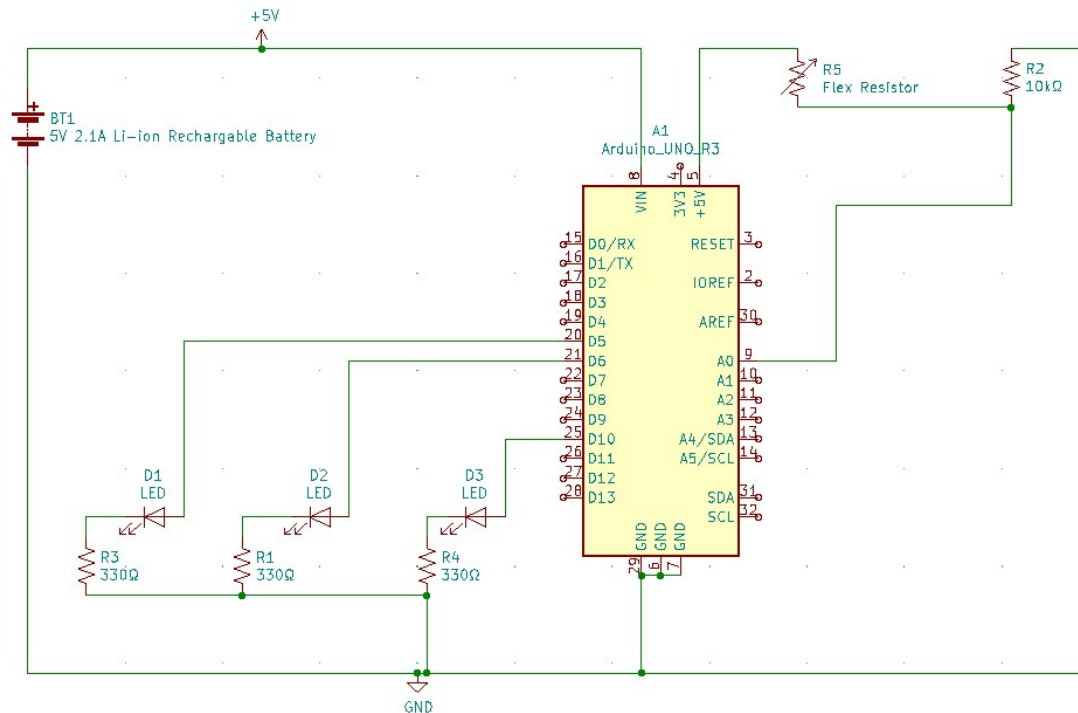 +5V
BT1
5V 2.1A Li-ion Rechargable Battery
R5
Flex Resistor
R2
10kΩ
A1
Arduino_UNO_R3
8
4
5
VIN
3V3
+5V
15 D0/RX
16 D1/TX
17 D2
18 D3
19 D4
20 D5
21 D6
22 D7
23 D8
24 D9
25 D10
26 D11
27 D12
28 D13
RESET 3
IOREF 2
AREF 30
A0 9
A1 10
A2 11
A3 12
A4/SDA 13
A5/SCL 14
SDA 31
SCL 32
GND
GND
GND
29
6
7
D1
LED
D2
LED
D3
LED
R3
330Ω
R1
330Ω
R4
330Ω
GND